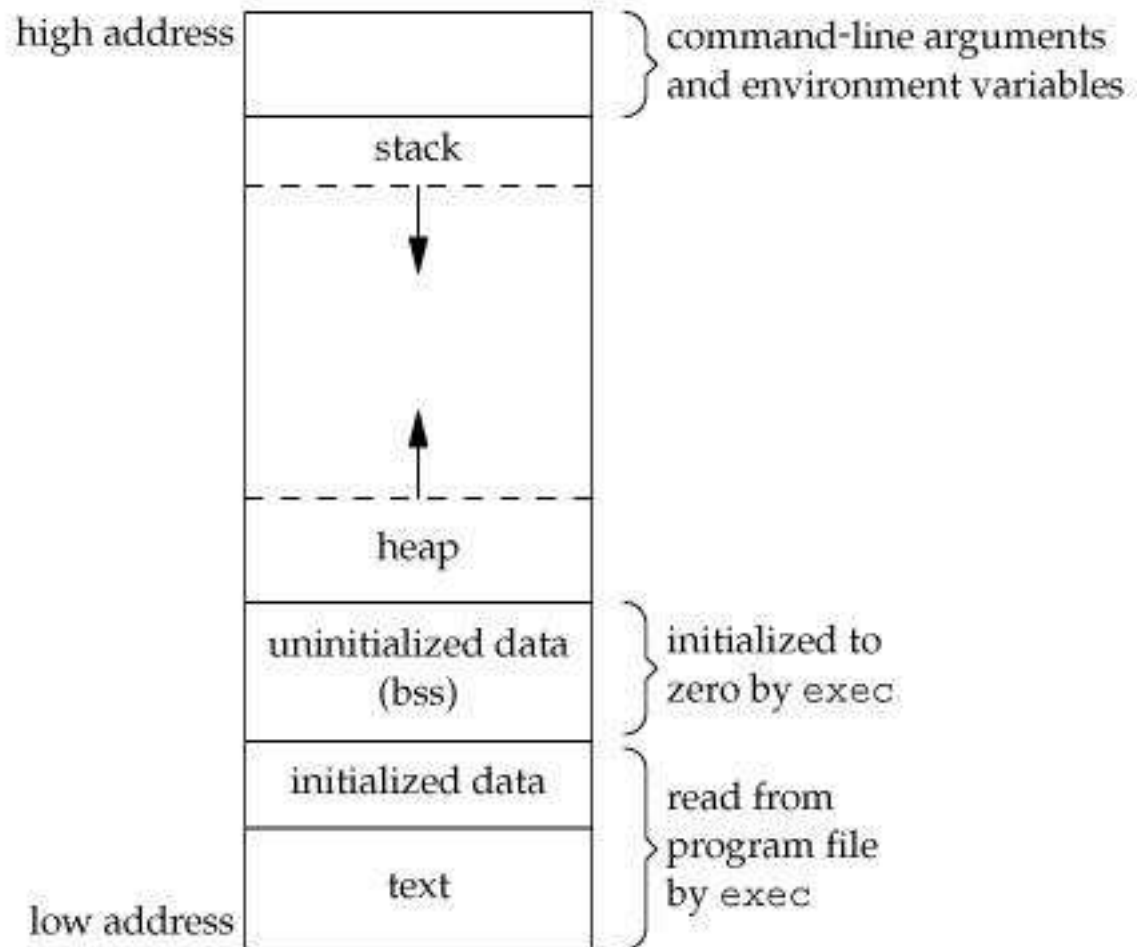 high address
command-line arguments
and environment variables
stack
heap
uninitialized data
(bss)
initialized to
zero by exec
initialized data
read from
program file
by exec
text
low address